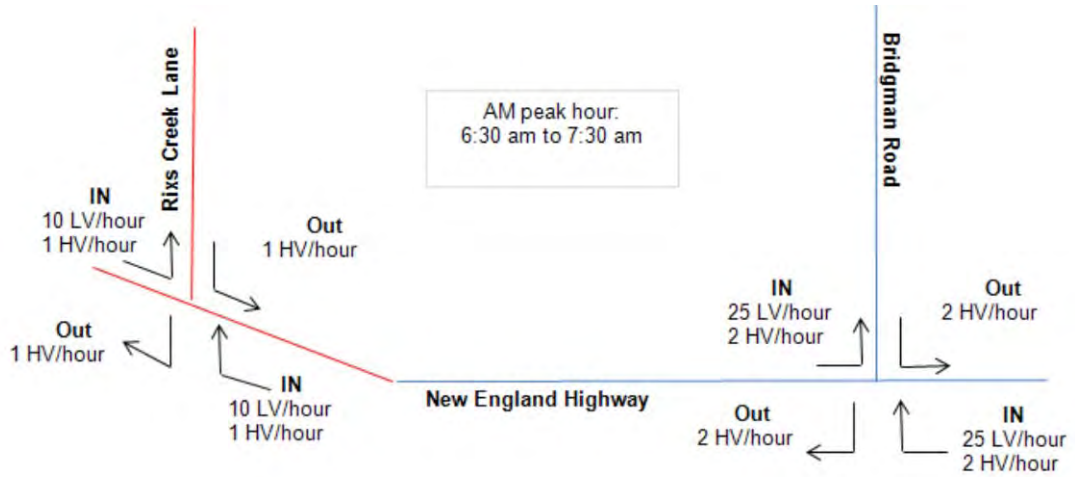 Rixs Creek Lane
AM peak hour:
6:30 am to 7:30 am
Bridgman Road
IN
10 LV/hour
1 HV/hour
Out
1 HV/hour
Out
1 HV/hour
IN
10 LV/hour
1 HV/hour
New England Highway
IN
25 LV/hour
2 HV/hour
Out
2 HV/hour
Out
2 HV/hour
IN
25 LV/hour
2 HV/hour